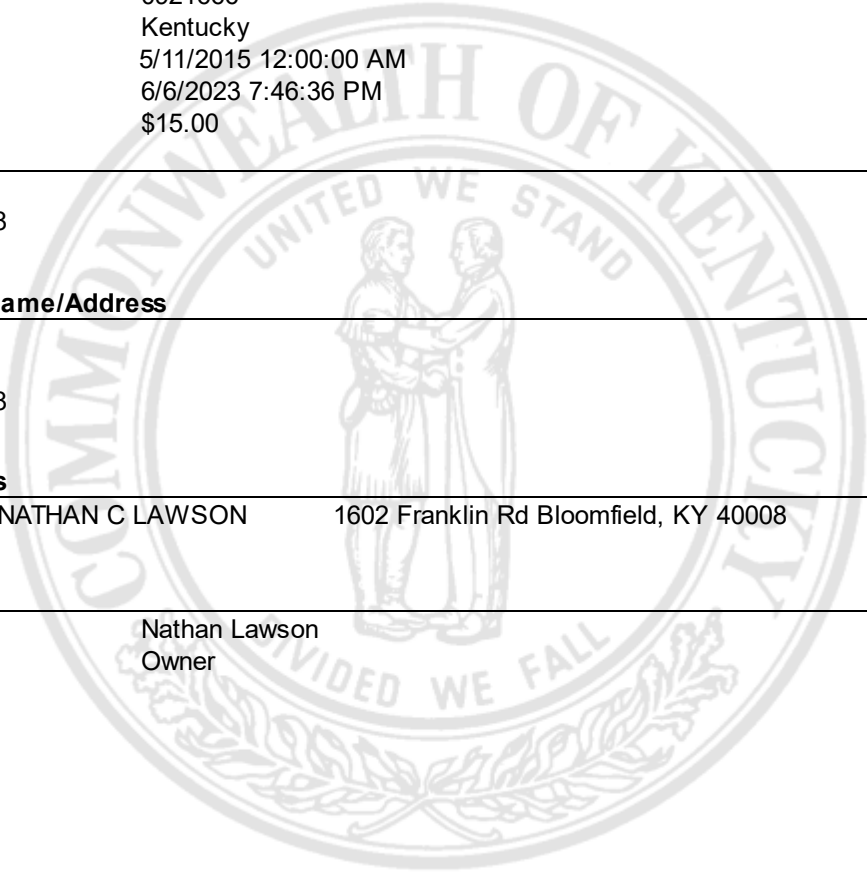 Kentucky
5/11/2015 12:00:00 AM
6/6/2023 7:46:36 PM
$15.00
COMMONWEALTH OF KENTUCKY
UNITED WE STAND
DIVIDED WE FALL
ame/Address
s
NATHAN C LAWSON 1602 Franklin Rd Bloomfield, KY 40008
Nathan Lawson
Owner